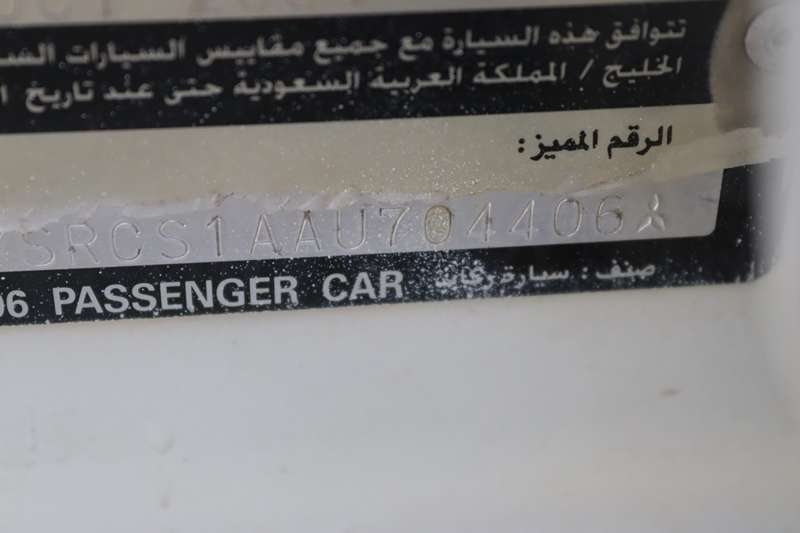 تتوافق هذه السيارة مع جميع مقاييس السيارات
الخليج / المملكة العربية السعودية حتى عند تاريخ
الرقم المميز:
SRCS1AAU704406
06 PASSENGER CAR صنف: سيارة ركاب